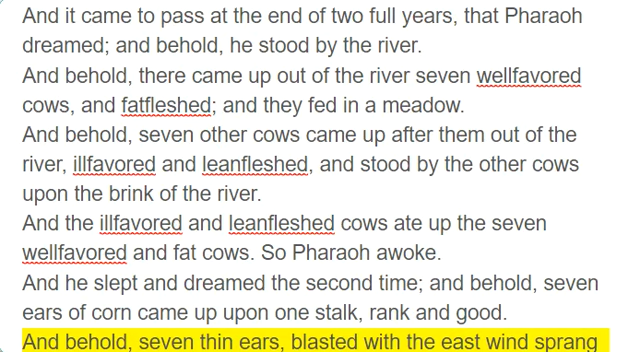 And it came to pass at the end of two full years, that Pharaoh
dreamed; and behold, he stood by the river.
And behold, there came up out of the river seven wellfavored
cows, and fatfleshed; and they fed in a meadow.
And behold, seven other cows came up after them out of the
river, illfavored and leanfleshed, and stood by the other cows
upon the brink of the river.
And the illfavored and leanfleshed cows ate up the seven
wellfavored and fat cows. So Pharaoh awoke.
And he slept and dreamed the second time; and behold, seven
ears of corn came up upon one stalk, rank and good.
And behold, seven thin ears, blasted with the east wind sprang